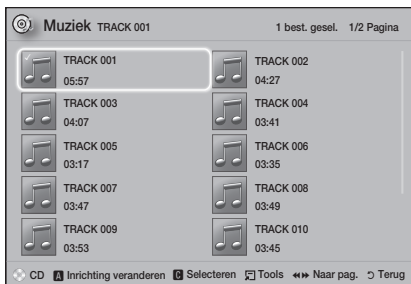 Muziek TRACK 001 1 best. gesel. 1/2 Pagina
TRACK 001 TRACK 002
05:57 04:27
TRACK 003 TRACK 004
04:07 03:41
TRACK 005 TRACK 006
03:17 03:35
TRACK 007 TRACK 008
03:47 03:49
TRACK 009 TRACK 010
03:53 03:45
CD A Inrichting veranderen C Selecteren Tools Naar pag. Terug